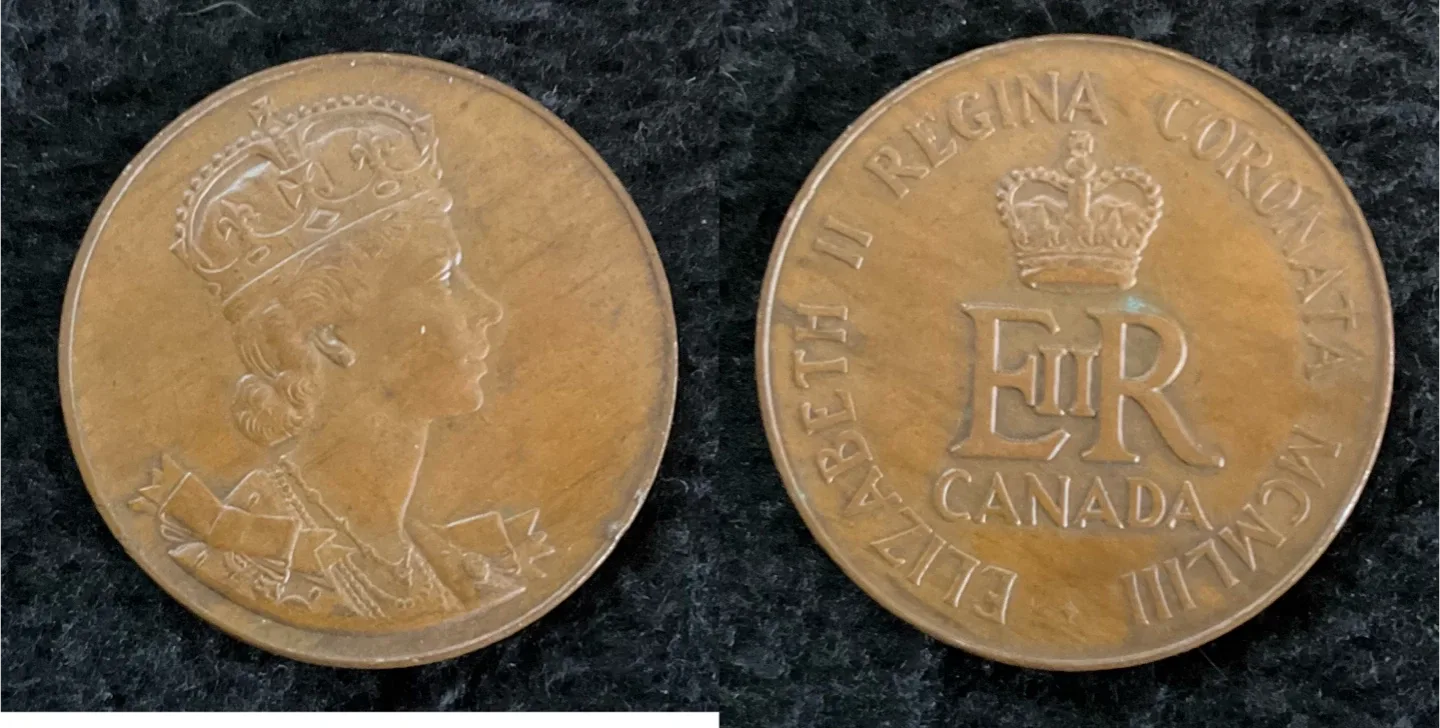 ELIZABETH II REGINA CORONATA MCMLIII
EIIR
CANADA